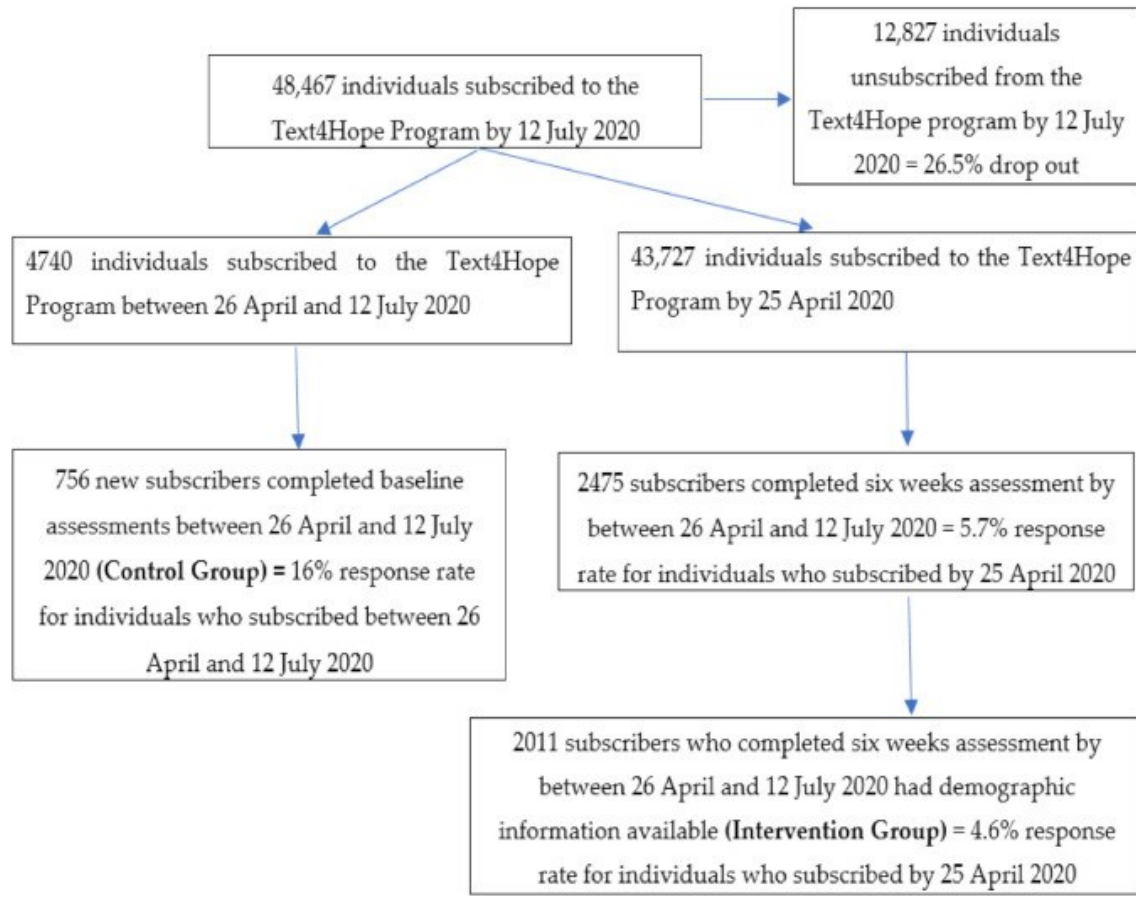 48,467 individuals subscribed to the
Text4Hope Program by 12 July 2020
12,827 individuals
unsubscribed from the
Text4Hope program by 12 July
2020 = 26.5% drop out
4740 individuals subscribed to the Text4Hope
Program between 26 April and 12 July 2020
43,727 individuals subscribed to the Text4Hope
Program by 25 April 2020
756 new subscribers completed baseline
assessments between 26 April and 12 July
2020 (Control Group) = 16% response rate
for individuals who subscribed between 26
April and 12 July 2020
2475 subscribers completed six weeks assessment by
between 26 April and 12 July 2020 = 5.7% response
rate for individuals who subscribed by 25 April 2020
2011 subscribers who completed six weeks assessment by
between 26 April and 12 July 2020 had demographic
information available (Intervention Group) = 4.6% response
rate for individuals who subscribed by 25 April 2020